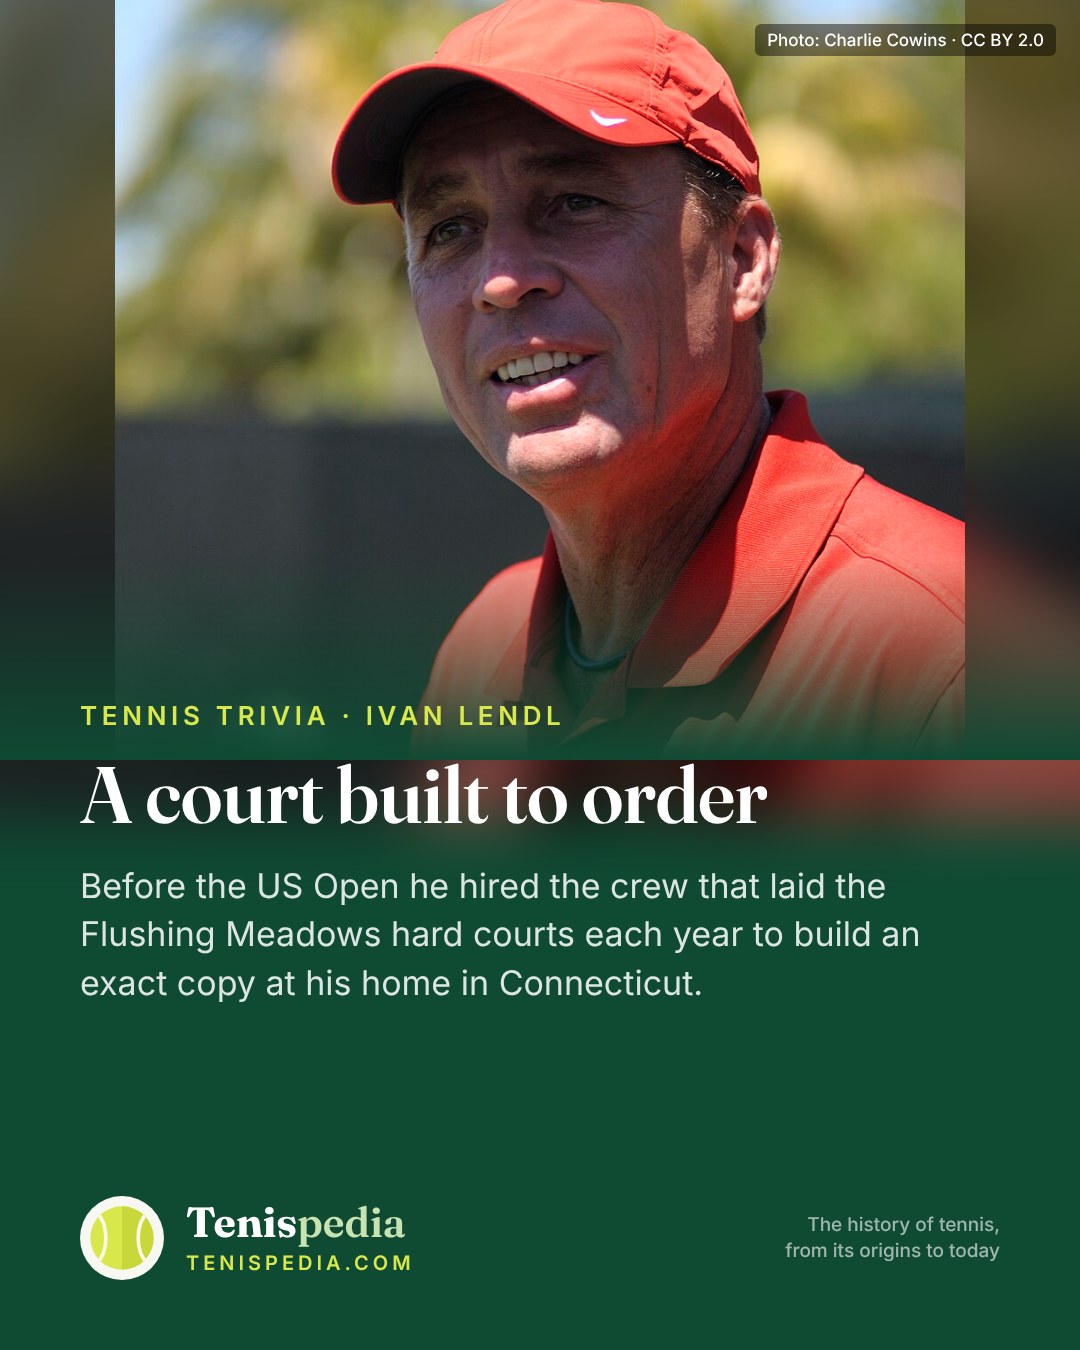 Photo: Charlie Cowins · CC BY 2.0
TENNIS TRIVIA · IVAN LENDL
A court built to order
Before the US Open he hired the crew that laid the
Flushing Meadows hard courts each year to build an
exact copy at his home in Connecticut.
Tenispedia
TENISPEDIA.COM
The history of tennis,
from its origins to today